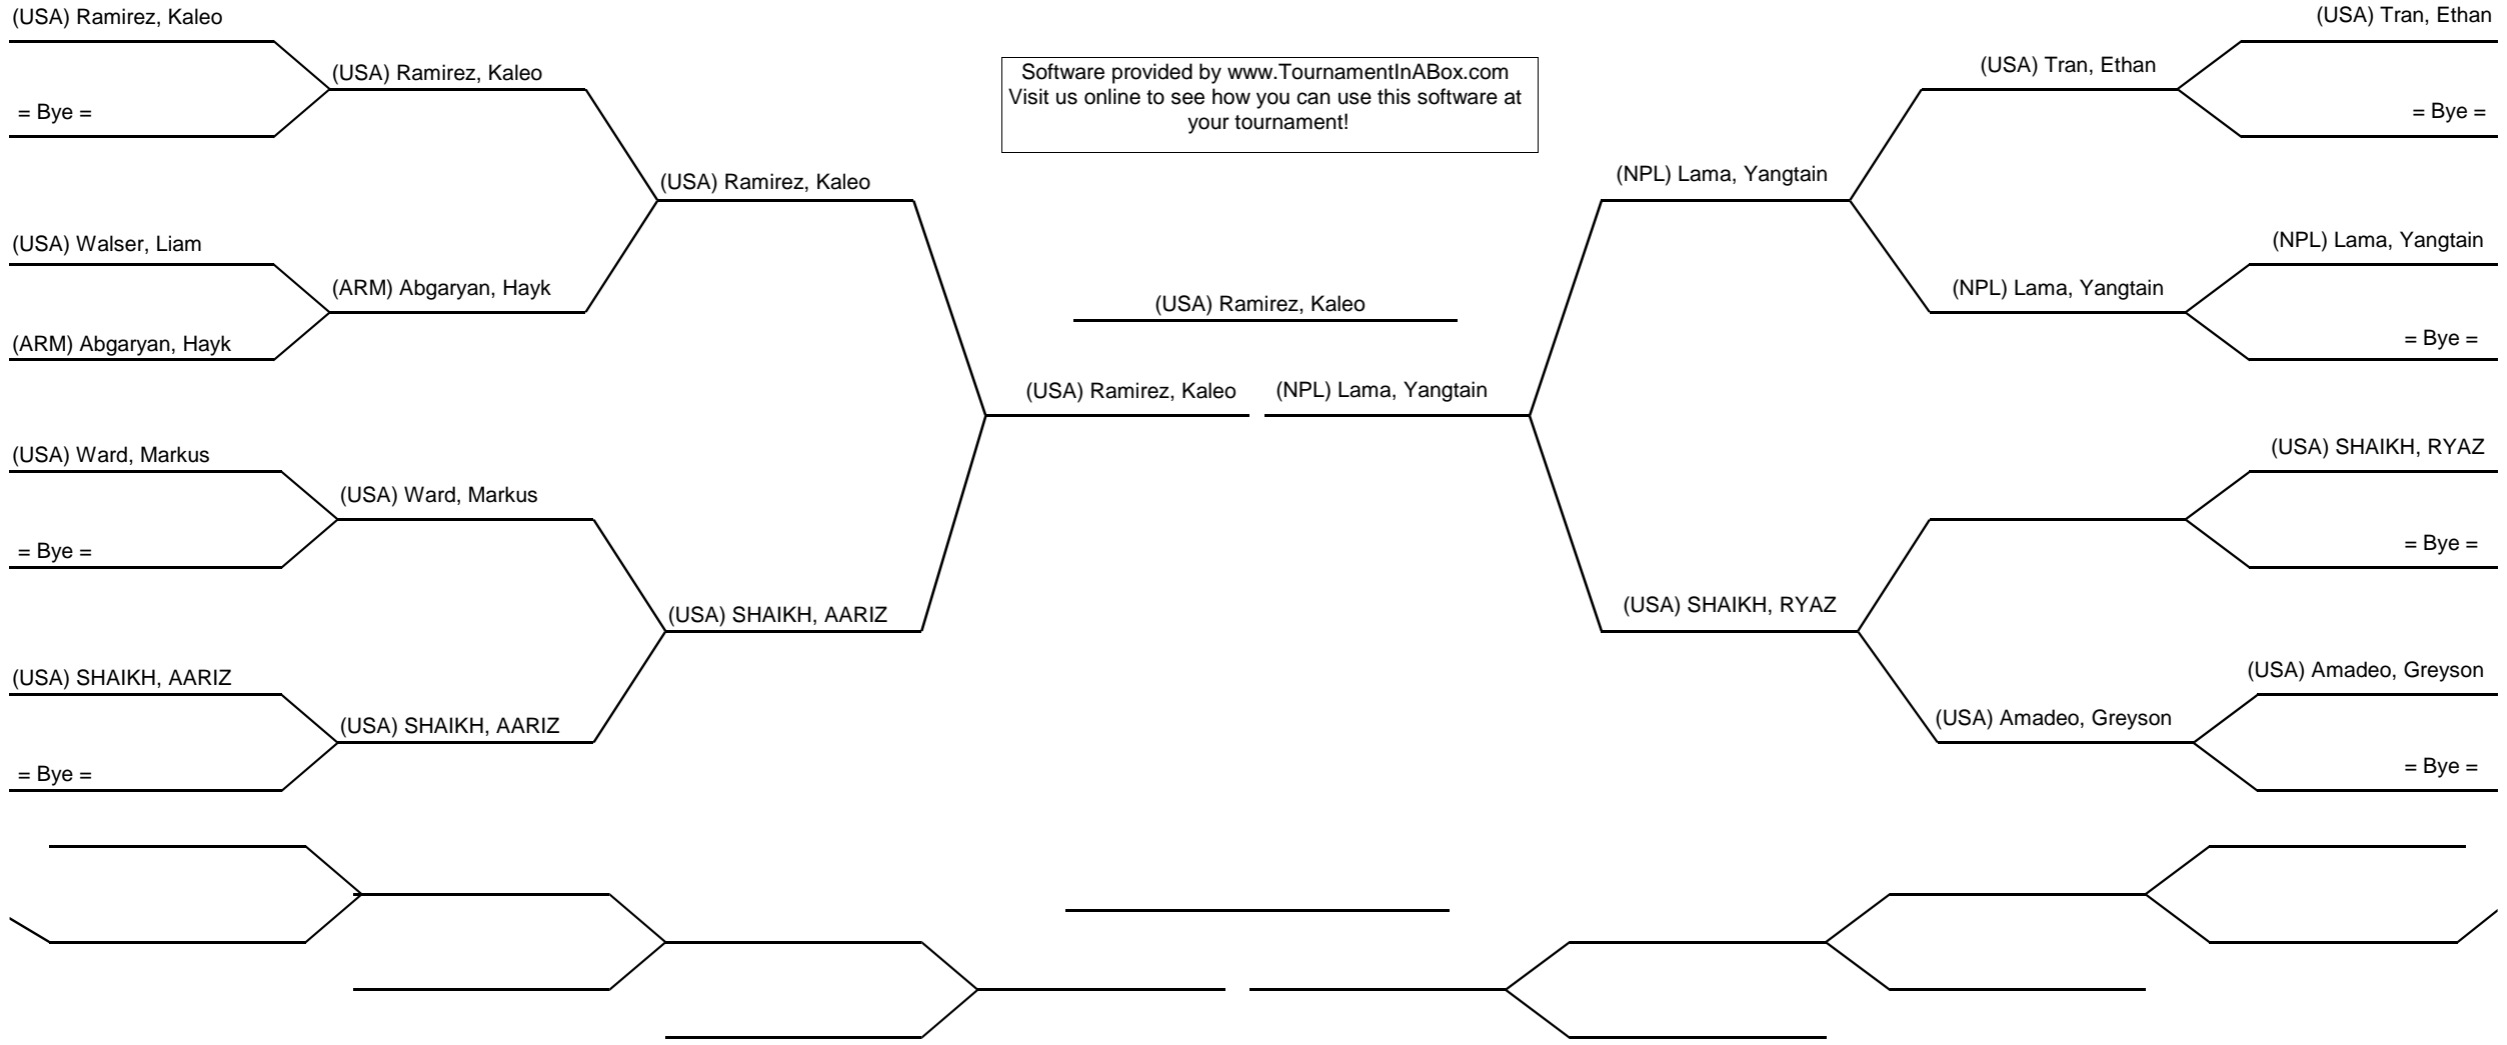 (USA) Ramirez, Kaleo
= Bye =
(USA) Walser, Liam
(ARM) Abgaryan, Hayk
(USA) Ward, Markus
= Bye =
(USA) SHAIKH, AARIZ
= Bye =
(USA) Ramirez, Kaleo
(ARM) Abgaryan, Hayk
(USA) Ward, Markus
(USA) SHAIKH, AARIZ
(USA) Ramirez, Kaleo
(USA) SHAIKH, AARIZ
Software provided by www.TournamentInABox.com
Visit us online to see how you can use this software at
your tournament!
(USA) Ramirez, Kaleo
(USA) Ramirez, Kaleo
(NPL) Lama, Yangtain
(NPL) Lama, Yangtain
(USA) SHAIKH, RYAZ
(USA) Tran, Ethan
(NPL) Lama, Yangtain
(USA) Amadeo, Greyson
(USA) Tran, Ethan
= Bye =
(NPL) Lama, Yangtain
= Bye =
(USA) SHAIKH, RYAZ
= Bye =
(USA) Amadeo, Greyson
= Bye =